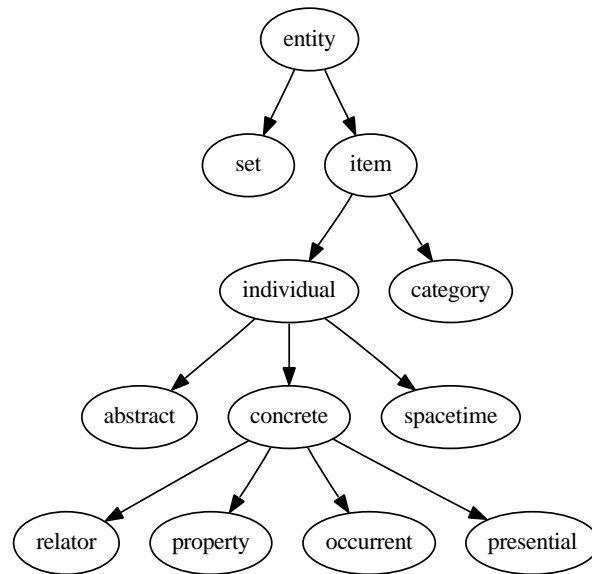 entity
set
item
individual
category
abstract
concrete
spacetime
relator
property
occurrent
presential